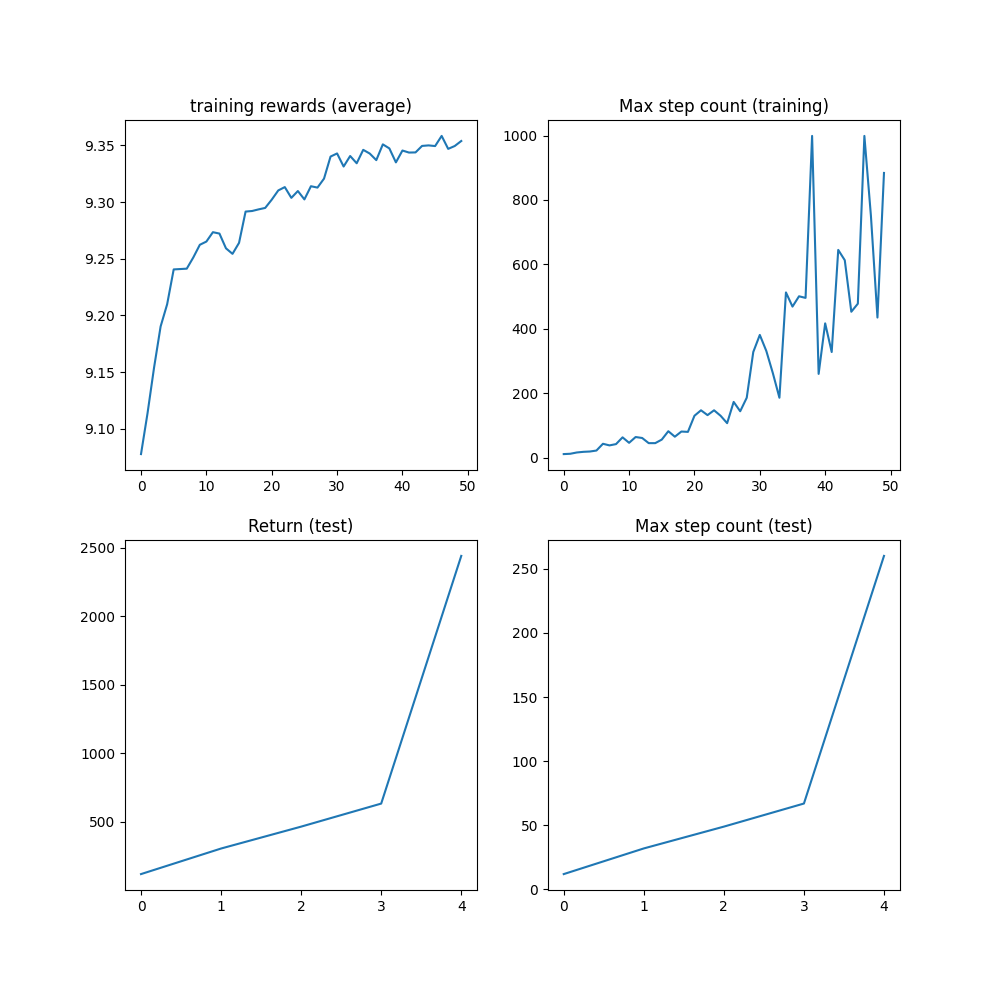 training rewards (average)
9.35
9.30
9.25
9.20
9.15
9.10
0 10 20 30 40 50
Max step count (training)
1000
800
600
400
200
0
0 10 20 30 40 50
Return (test)
2500
2000
1500
1000
500
0 1 2 3 4
Max step count (test)
250
200
150
100
50
0
0 1 2 3 4